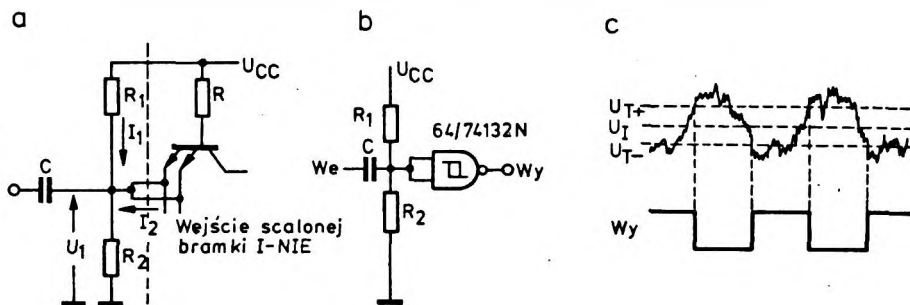 a
U_CC
R_1
R
I_1
C
I_2
U_1
R_2
Wejście scalonej
bramki I-NIE
b
U_CC
R_1
64/74132N
C
We
Wy
R_2
c
U_T+
U_I
U_T-
Wy